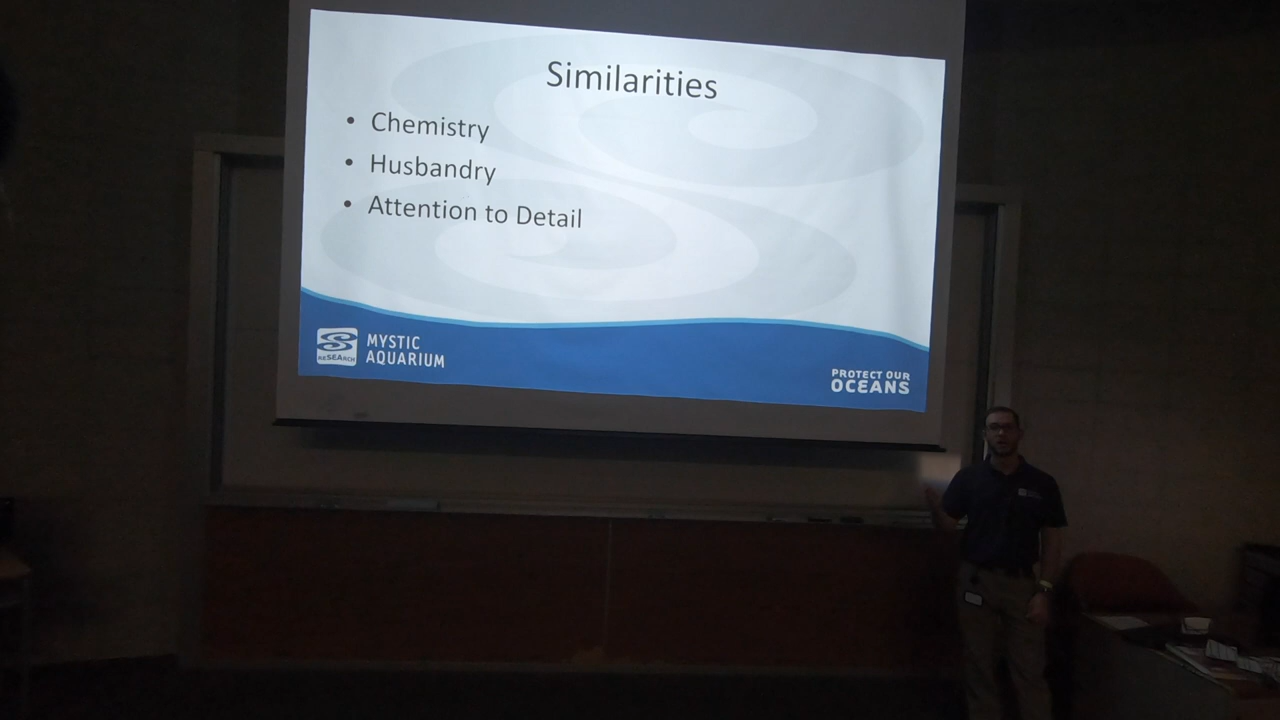 Similarities
• Chemistry
• Husbandry
• Attention to Detail
RESEARCH
MYSTIC
AQUARIUM
PROTECT OUR
OCEANS